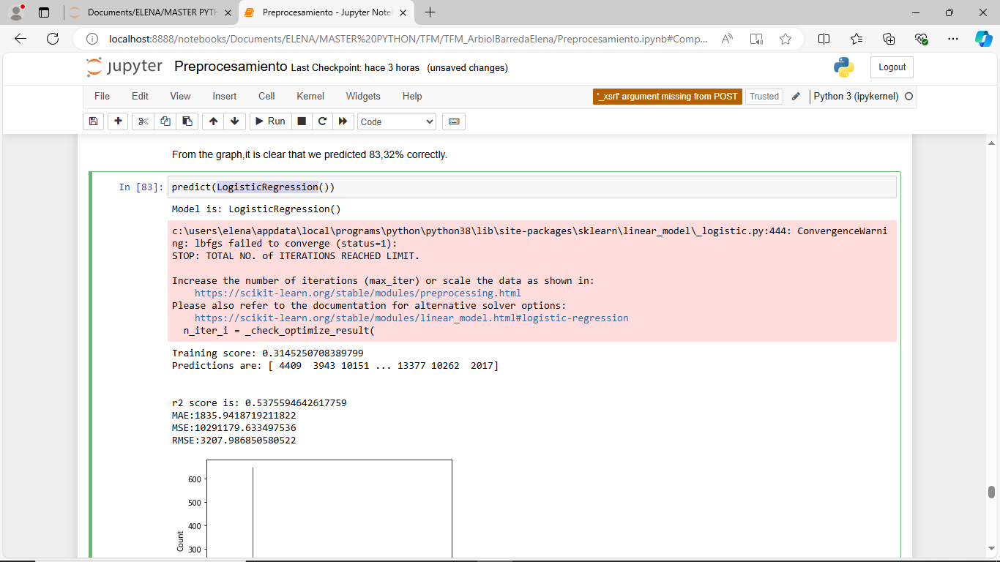 Documents/ELENA/MASTER PYTH
Preprocesamiento - Jupyter Note
localhost:8888/notebooks/Documents/ELENA/MASTER%20PYTHON/TFM/TFM_ArbiolBarredaElena/Preprocesamiento.ipynb#Comp...
jupyter Preprocesamiento Last Checkpoint: hace 3 horas (unsaved changes)
Logout
File Edit View Insert Cell Kernel Widgets Help
'_xsrf' argument missing from POST
Trusted
Python 3 (ipykernel)
Run
Code
From the graph,it is clear that we predicted 83,32% correctly.
In [83]: predict(LogisticRegression())
Model is: LogisticRegression()
c:\users\elena\appdata\local\programs\python\python38\lib\site-packages\sklearn\linear_model\_logistic.py:444: ConvergenceWarni
ng: lbfgs failed to converge (status=1):
STOP: TOTAL NO. of ITERATIONS REACHED LIMIT.
Increase the number of iterations (max_iter) or scale the data as shown in:
https://scikit-learn.org/stable/modules/preprocessing.html
Please also refer to the documentation for alternative solver options:
https://scikit-learn.org/stable/modules/linear_model.html#logistic-regression
n_iter_i = _check_optimize_result(
Training score: 0.3145250708389799
Predictions are: [ 4409  3943 10151 ... 13377 10262  2017]
r2 score is: 0.5375594642617759
MAE:1835.9418719211822
MSE:10291179.633497536
RMSE:3207.986850580522
600
500
400
300
Count